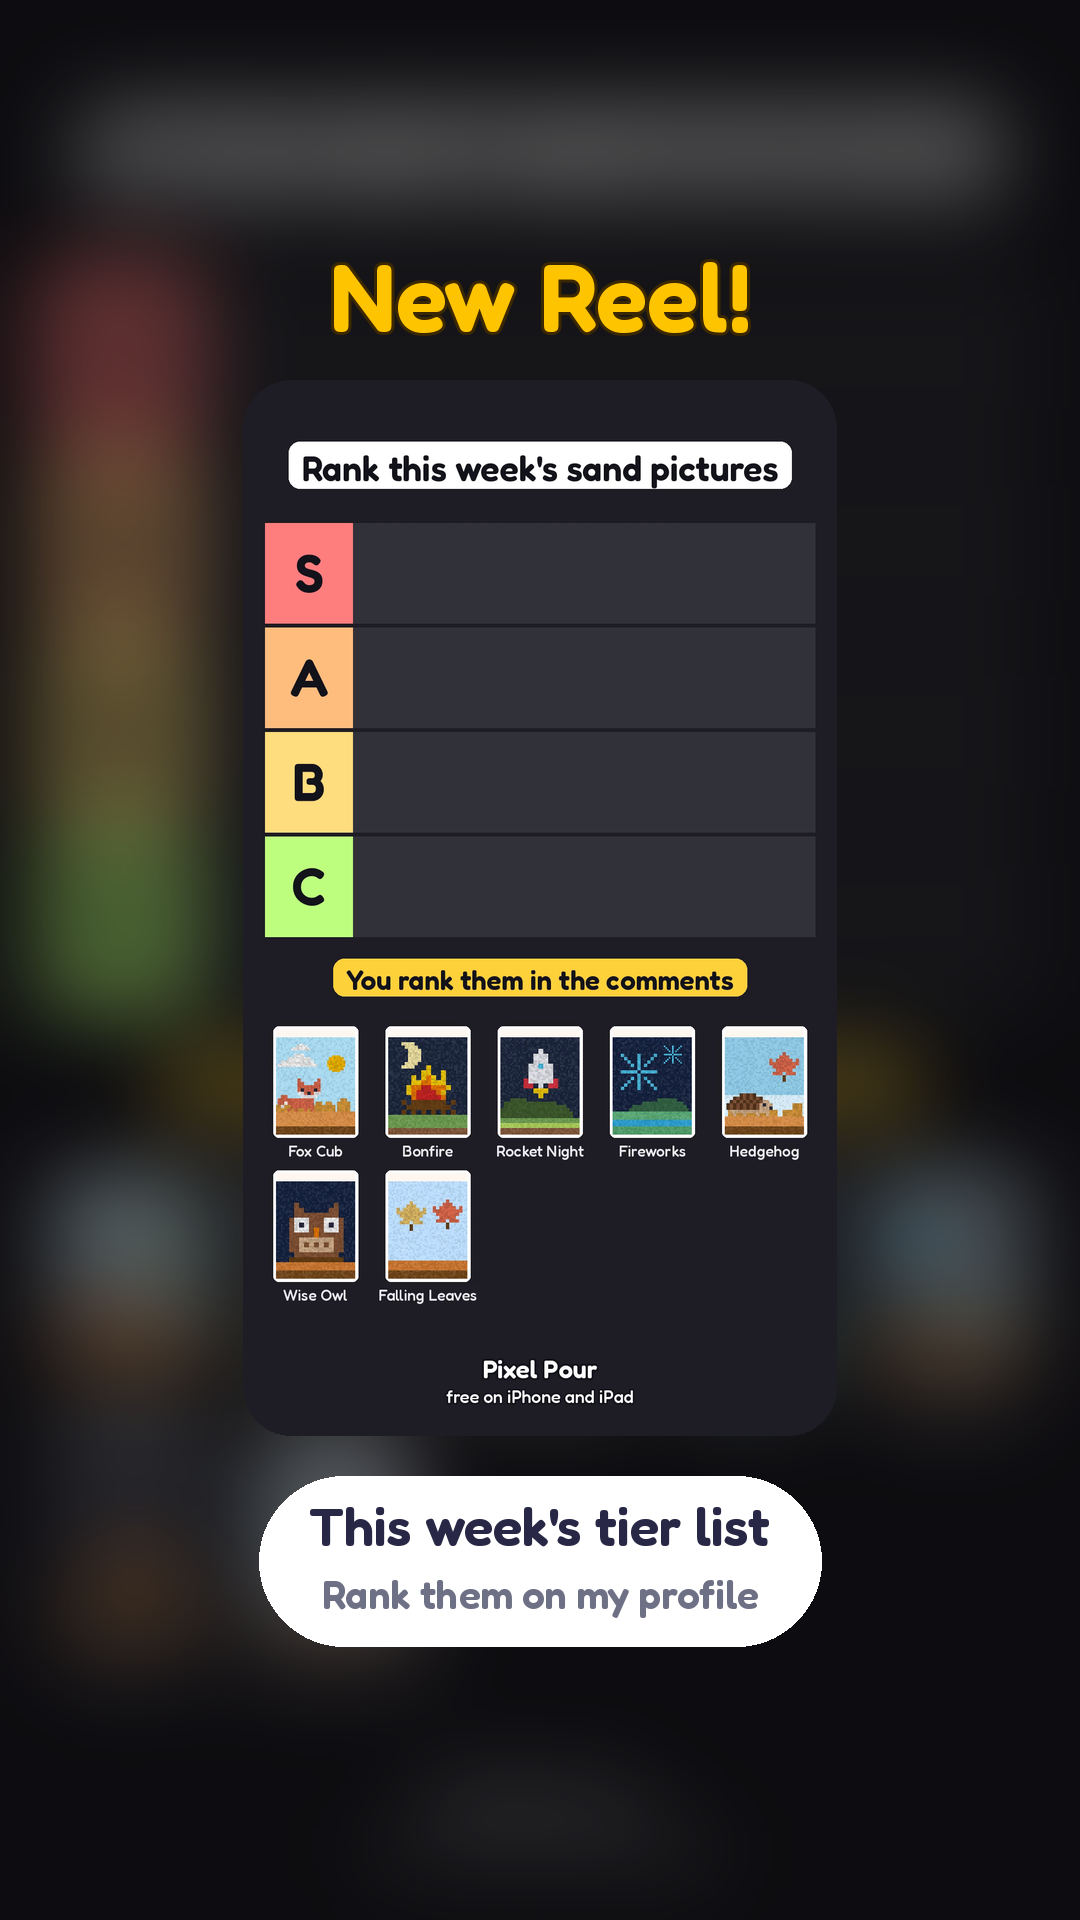 New Reel!
Rank this week's sand pictures
S
A
B
C
You rank them in the comments
Fox Cub
Bonfire
Rocket Night
Fireworks
Hedgehog
Wise Owl
Falling Leaves
Pixel Pour
free on iPhone and iPad
This week's tier list
Rank them on my profile